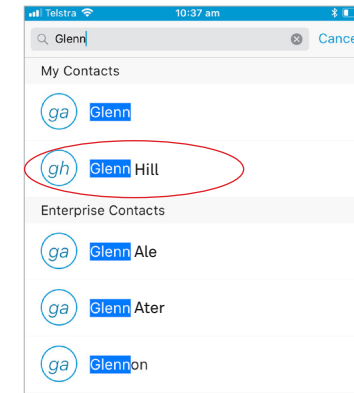 Telstra 10:37 am
Glenn Cance
My Contacts
ga Glenn
gh Glenn Hill
Enterprise Contacts
ga Glenn Ale
ga Glenn Ater
ga Glennon